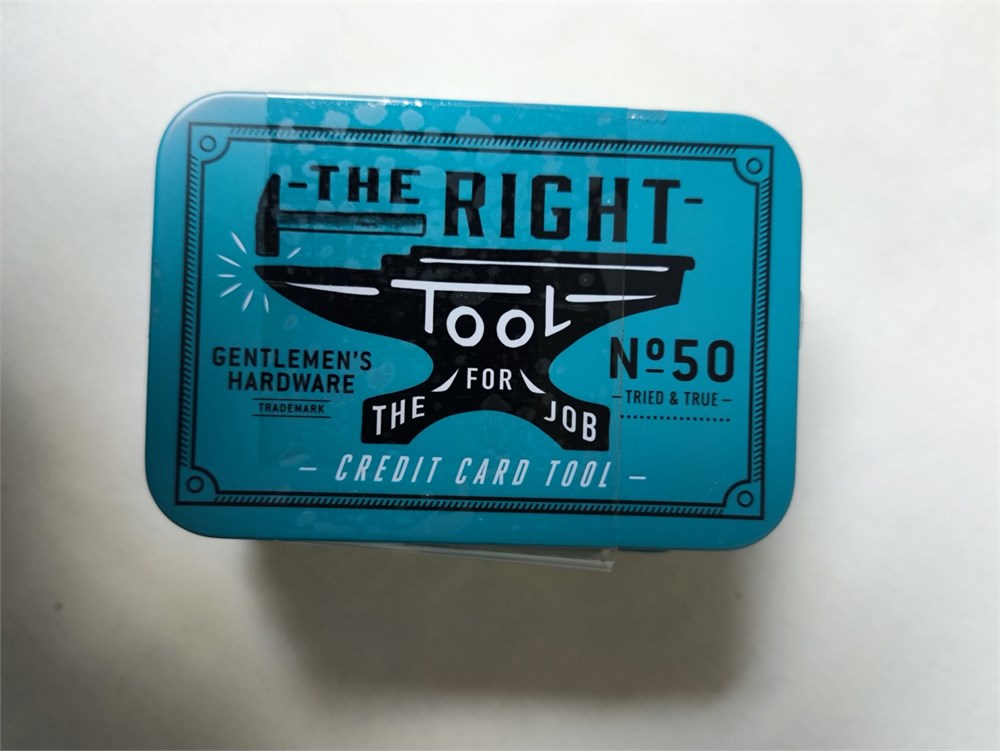 -THE RIGHT-
TOOL
FOR
THE JOB
GENTLEMEN'S
HARDWARE
TRADEMARK
Nº50
– TRIED & TRUE –
– CREDIT CARD TOOL –